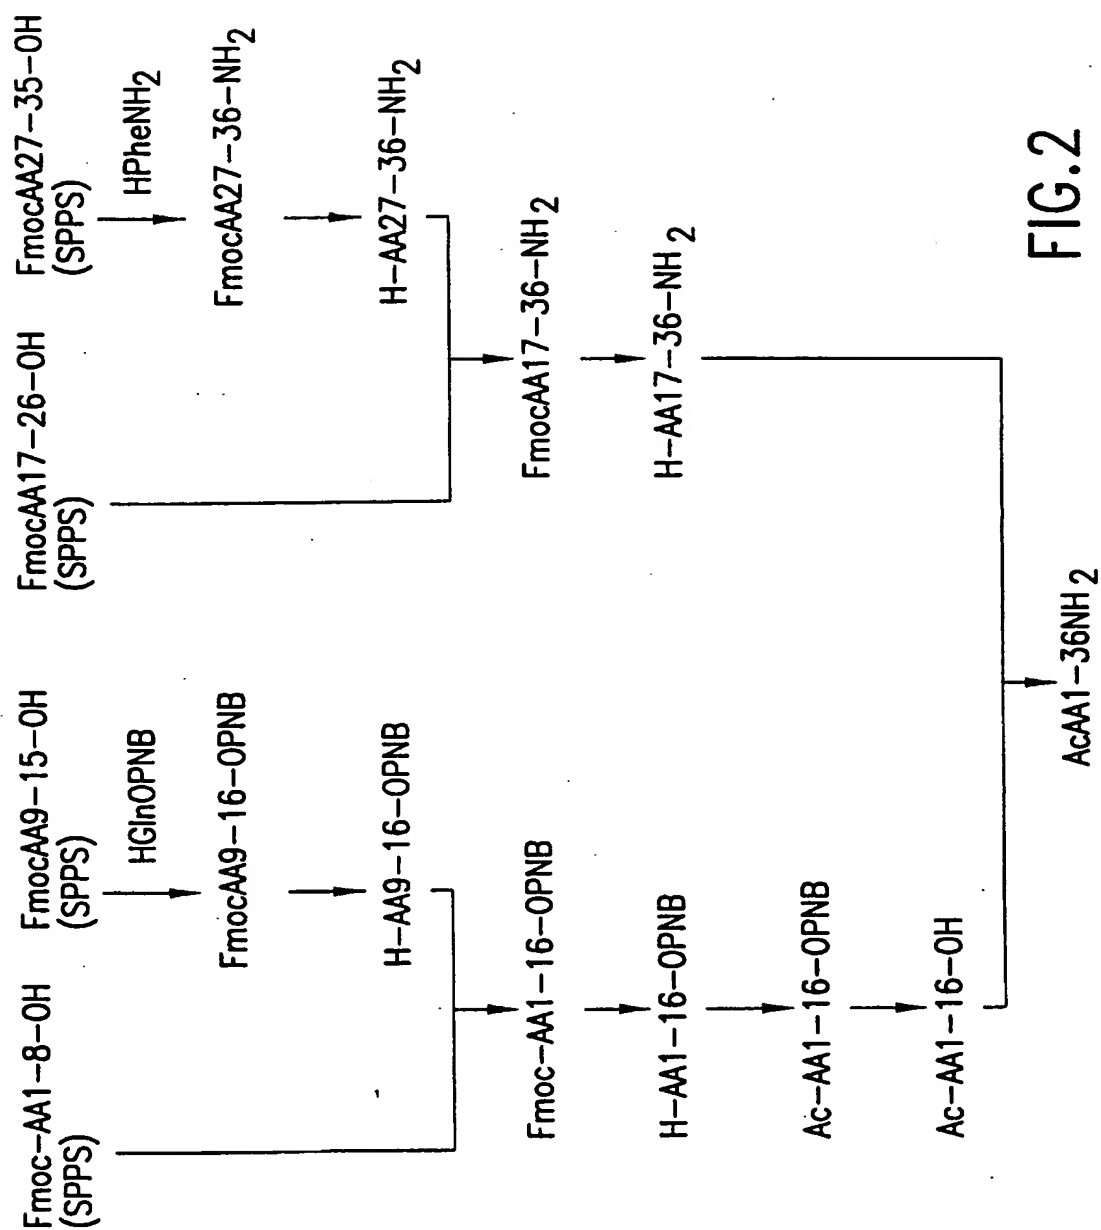 Fmoc-AA1-8-OH
(SPPS)
FmocAA9-15-OH
(SPPS)
HGlnOPNB
FmocAA9-16-OPNB
H-AA9-16-OPNB
Fmoc-AA1-16-OPNB
H-AA1-16-OPNB
Ac-AA1-16-OPNB
Ac-AA1-16-OH
FmocAA17-26-OH
(SPPS)
FmocAA27-35-OH
(SPPS)
HPheNH2
FmocAA27-36-NH2
H-AA27-36-NH2
FmocAA17-36-NH2
H-AA17-36-NH2
AcAA1-36NH2
FIG.2